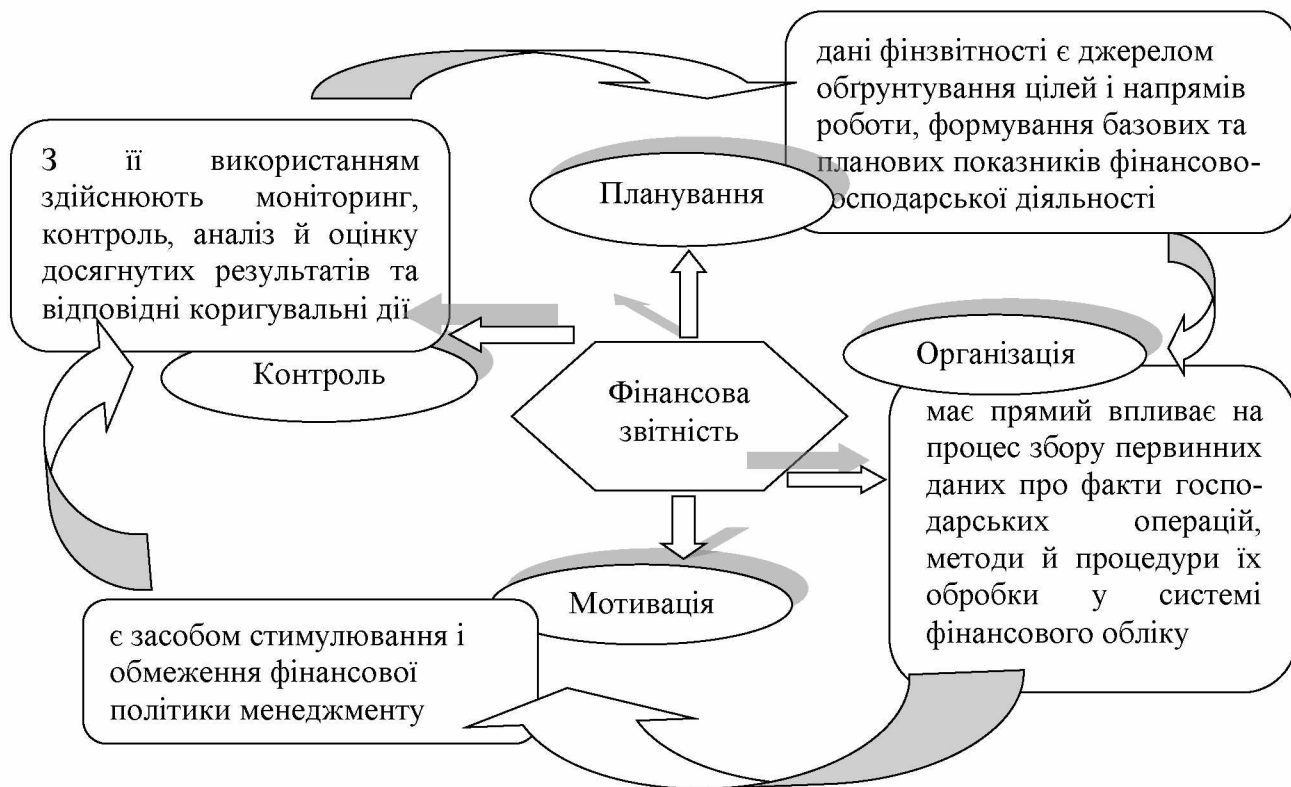 дані фінзвітності є джерелом
обґрунтування цілей і напрямів
роботи, формування базових та
планових показників фінансово-
осподарської діяльності
З її використанням
здійснюють моніторинг,
контроль, аналіз й оцінку
досягнутих результатів та
відповідні коригувальні дії
Планування
Контроль
Фінансова
звітність
Організація
має прямий впливає на
процес збору первинних
даних про факти госпо-
дарських операцій,
методи й процедури їх
обробки у системі
фінансового обліку
Мотивація
є засобом стимулювання і
обмеження фінансової
політики менеджменту